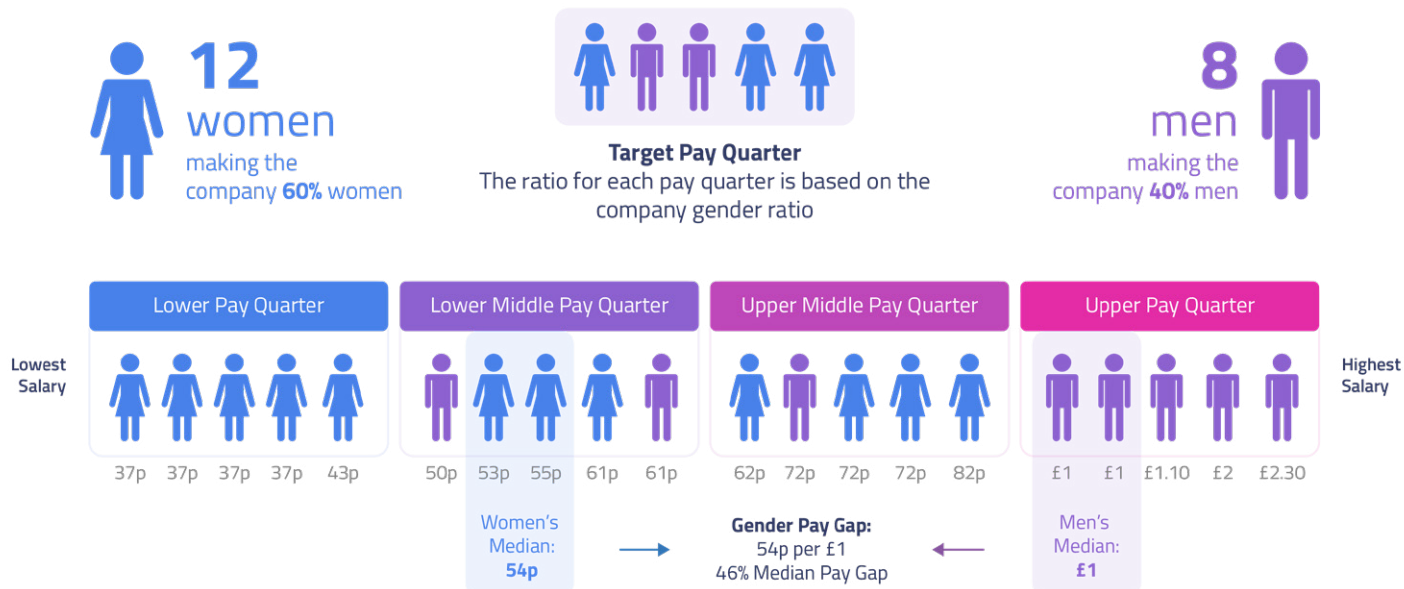 12
women
making the
company 60% women
Target Pay Quarter
The ratio for each pay quarter is based on the
company gender ratio
8
men
making the
company 40% men
Lower Pay Quarter
Lower Middle Pay Quarter
Upper Middle Pay Quarter
Upper Pay Quarter
Lowest
Salary
Highest
Salary
37p 37p 37p 37p 43p
50p 53p 55p 61p 61p
62p 72p 72p 72p 82p
£1 £1 £1.10 £2 £2.30
Women's
Median:
54p
Gender Pay Gap:
54p per £1
46% Median Pay Gap
Men's
Median:
£1